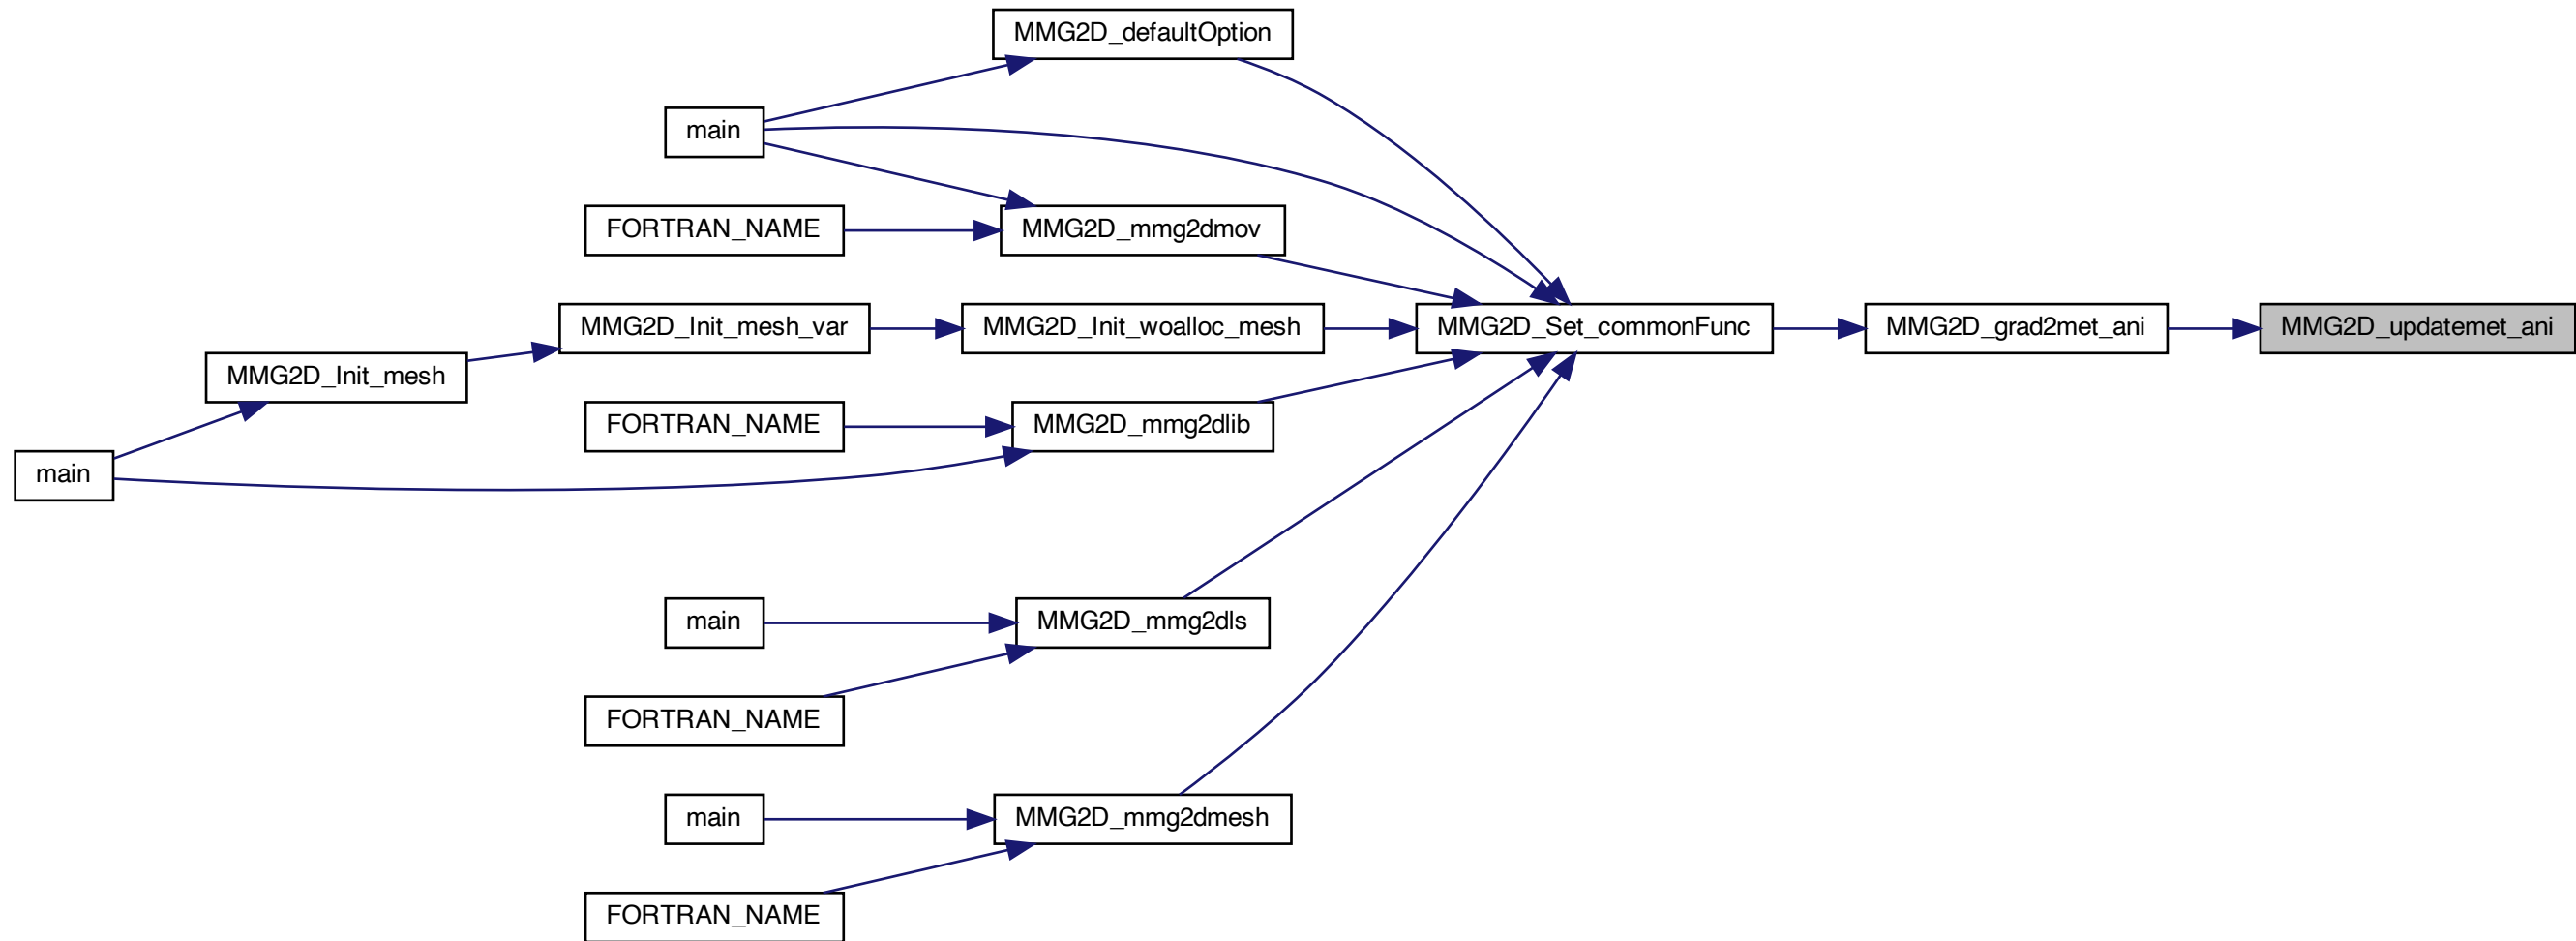 MMG2D_defaultOption
main
FORTRAN_NAME
MMG2D_mmg2dmov
MMG2D_Init_mesh_var
MMG2D_Init_woalloc_mesh
MMG2D_Set_commonFunc
MMG2D_grad2met_ani
MMG2D_updatemet_ani
MMG2D_Init_mesh
FORTRAN_NAME
MMG2D_mmg2dlib
main
main
MMG2D_mmg2dls
FORTRAN_NAME
main
MMG2D_mmg2dmesh
FORTRAN_NAME